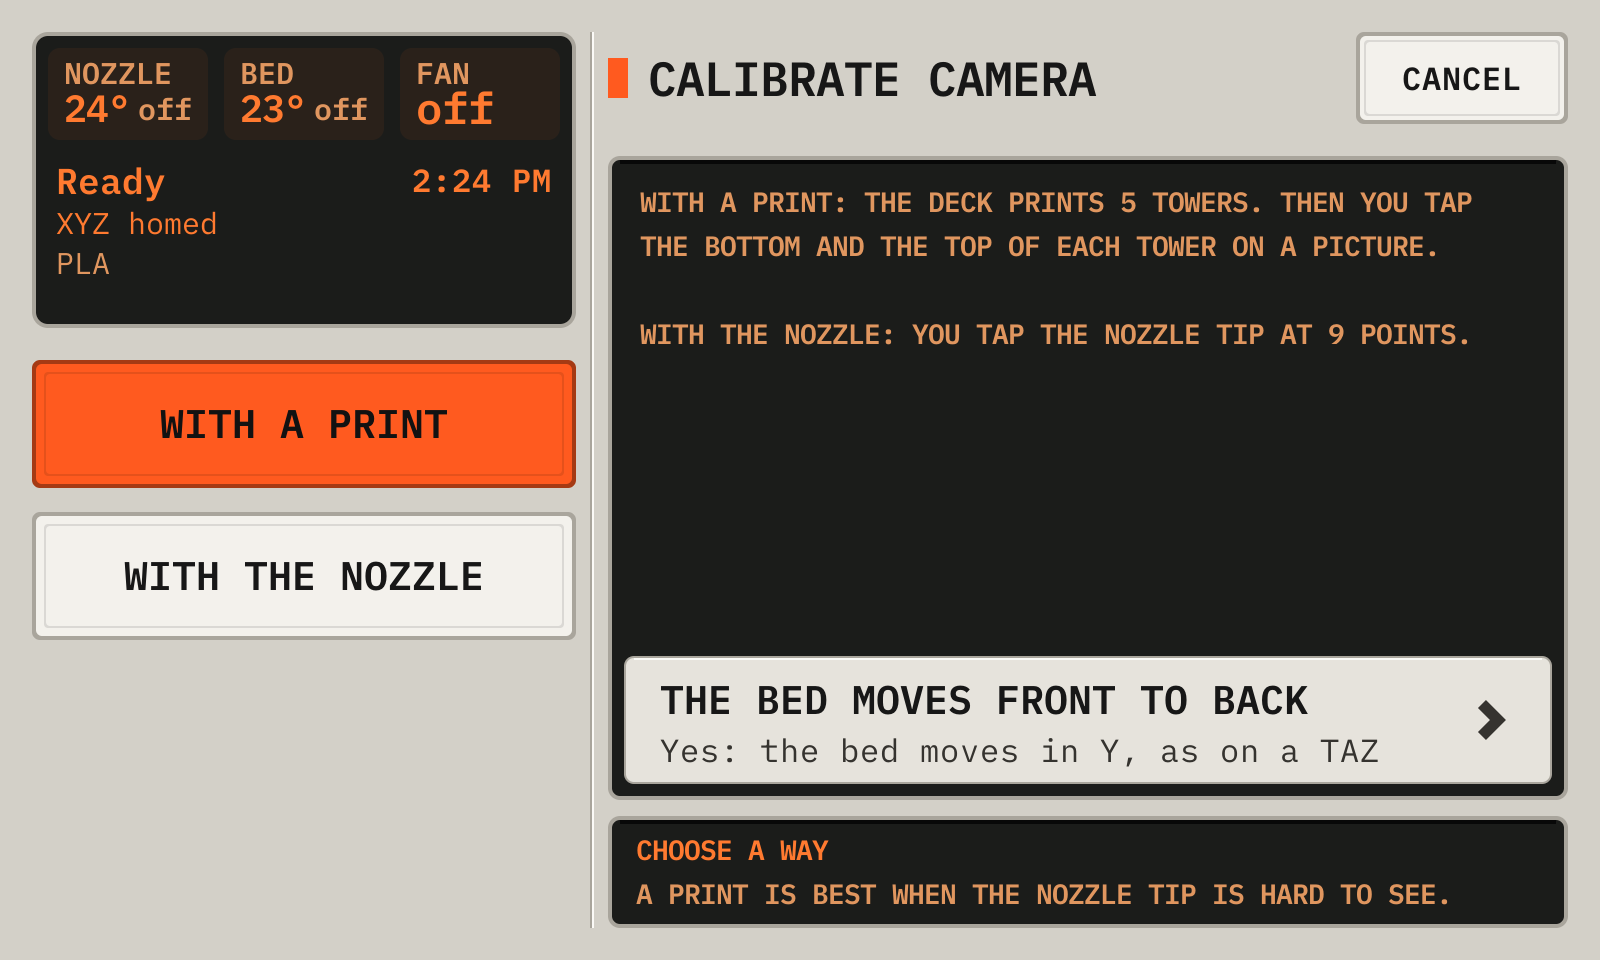 NOZZLE
24° off
BED
23° off
FAN
off
Ready
2:24 PM
XYZ homed
PLA
WITH A PRINT
WITH THE NOZZLE
CALIBRATE CAMERA
CANCEL
WITH A PRINT: THE DECK PRINTS 5 TOWERS. THEN YOU TAP
THE BOTTOM AND THE TOP OF EACH TOWER ON A PICTURE.
WITH THE NOZZLE: YOU TAP THE NOZZLE TIP AT 9 POINTS.
THE BED MOVES FRONT TO BACK
Yes: the bed moves in Y, as on a TAZ
CHOOSE A WAY
A PRINT IS BEST WHEN THE NOZZLE TIP IS HARD TO SEE.